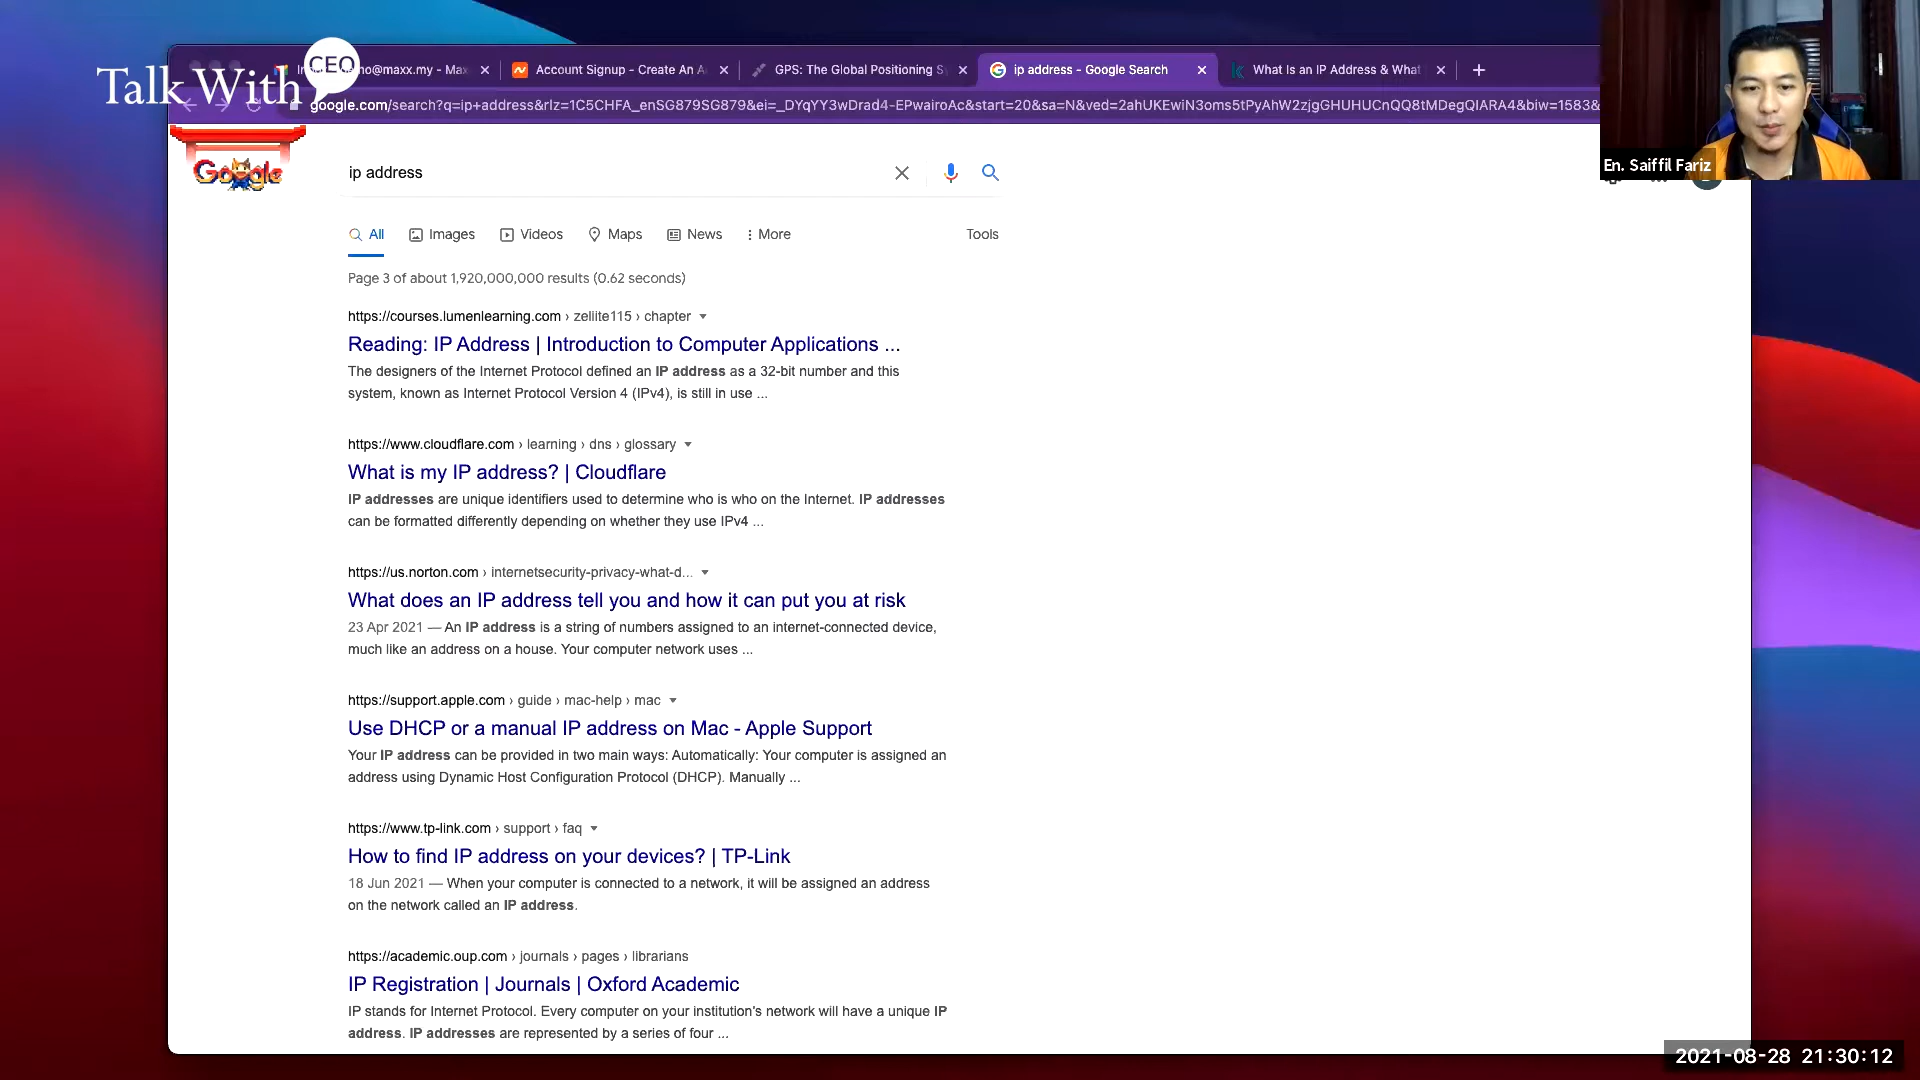 Talk With CEO
no@maxx.my - Max
Account Signup - Create An A
GPS: The Global Positioning S
ip address - Google Search
What Is an IP Address & What
google.com/search?q=ip+address&rlz=1C5CHFA_enSG879SG879&ei=_DYqYY3wDrad4-EPwairoAc&start=20&sa=N&ved=2ahUKEwiN3oms5tPyAhW2zjgGHUHUCnQQ8tMDegQIARA4&biw=1583&
En. Saiffil Fariz
Google
ip address
All Images Videos Maps News More Tools
Page 3 of about 1,920,000,000 results (0.62 seconds)
https://courses.lumenlearning.com › zeliite115 › chapter
Reading: IP Address | Introduction to Computer Applications ...
The designers of the Internet Protocol defined an IP address as a 32-bit number and this
system, known as Internet Protocol Version 4 (IPv4), is still in use ...
https://www.cloudflare.com › learning › dns › glossary
What is my IP address? | Cloudflare
IP addresses are unique identifiers used to determine who is who on the Internet. IP addresses
can be formatted differently depending on whether they use IPv4 ...
https://us.norton.com › internetsecurity-privacy-what-d...
What does an IP address tell you and how it can put you at risk
23 Apr 2021 — An IP address is a string of numbers assigned to an internet-connected device,
much like an address on a house. Your computer network uses ...
https://support.apple.com › guide › mac-help › mac
Use DHCP or a manual IP address on Mac - Apple Support
Your IP address can be provided in two main ways: Automatically: Your computer is assigned an
address using Dynamic Host Configuration Protocol (DHCP). Manually ...
https://www.tp-link.com › support › faq
How to find IP address on your devices? | TP-Link
18 Jun 2021 — When your computer is connected to a network, it will be assigned an address
on the network called an IP address.
https://academic.oup.com › journals › pages › librarians
IP Registration | Journals | Oxford Academic
IP stands for Internet Protocol. Every computer on your institution's network will have a unique IP
address. IP addresses are represented by a series of four ...
2021-08-28 21:30:12